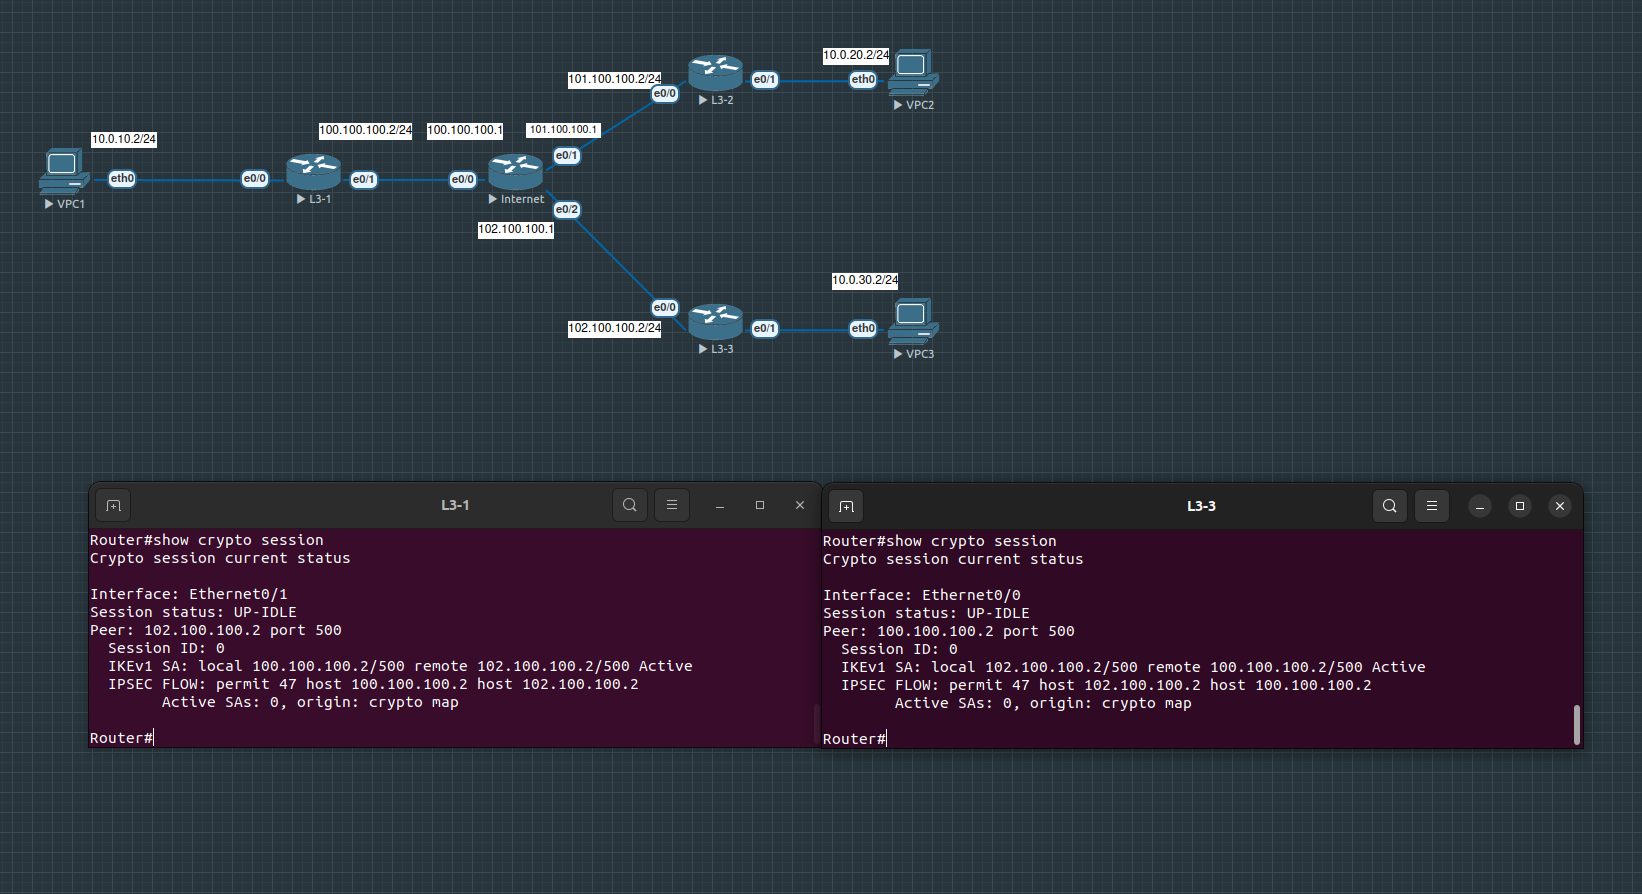 101.100.100.2/24
e0/0
L3-2
e0/1
10.0.20.2/24
eth0
VPC2
10.0.10.2/24
eth0
VPC1
100.100.100.2/24
100.100.100.1
101.100.100.1
e0/0
L3-1
e0/1
e0/0
Internet
e0/1
e0/2
102.100.100.1
e0/0
102.100.100.2/24
L3-3
e0/1
10.0.30.2/24
eth0
VPC3
L3-1
Router#show crypto session
Crypto session current status
Interface: Ethernet0/1
Session status: UP-IDLE
Peer: 102.100.100.2 port 500
Session ID: 0
IKEv1 SA: local 100.100.100.2/500 remote 102.100.100.2/500 Active
IPSEC FLOW: permit 47 host 100.100.100.2 host 102.100.100.2
Active SAs: 0, origin: crypto map
Router#
L3-3
Router#show crypto session
Crypto session current status
Interface: Ethernet0/0
Session status: UP-IDLE
Peer: 100.100.100.2 port 500
Session ID: 0
IKEv1 SA: local 102.100.100.2/500 remote 100.100.100.2/500 Active
IPSEC FLOW: permit 47 host 102.100.100.2 host 100.100.100.2
Active SAs: 0, origin: crypto map
Router#